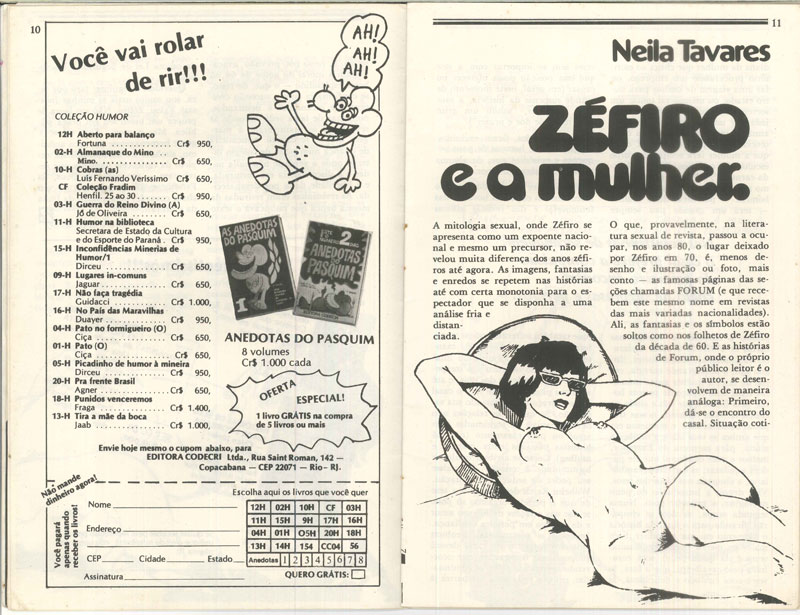 10
Você vai rolar
de rir!!!
AH!
AH!
AH!
COLEÇÃO HUMOR
12H Aberto para balanço
Fortuna . . . . . . . . . . . . . Cr$ 950,
02-H Almanaque do Mino . .
Mino. . . . . . . . . . . . . . . Cr$ 650,
10-H Cobras (as)
Luis Fernando Verissimo Cr$ 650,
CF Coleção Fradim
Henfil. 25 ao 30 . . . . . . Cr$ 950,
03-H Guerra do Reino Divino (A)
Jô de Oliveira . . . . . . . . Cr$ 650,
11-H Humor na biblioteca
Secretara de Estada da Cultura
e do Esporte do Paraná . Cr$ 950,
15-H Inconfidências Minerias de
Humor/1
Dirceu . . . . . . . . . . . . . Cr$ 650,
09-H Lugares in-comuns
Jaguar . . . . . . . . . . . . . Cr$ 650,
17-H Não faça tragédia
Guidacci . . . . . . . . . . . Cr$ 1.000,
16-H No País das Maravilhas
Duayer . . . . . . . . . . . . Cr$ 950,
04-H Pato no formigueiro (O)
Ciça . . . . . . . . . . . . . . Cr$ 650,
01-H Pato (O)
Ciça . . . . . . . . . . . . . . Cr$ 650,
05-H Picadinho de humor à mineira
Dirceu . . . . . . . . . . . . . Cr$ 950,
20-H Pra frente Brasil
Agner . . . . . . . . . . . . . Cr$ 650,
18-H Punidos venceremos
Fraga . . . . . . . . . . . . . Cr$ 1.400,
13-H Tira a mãe da boca
Jaab . . . . . . . . . . . . . . Cr$ 1.000,
AS ANEDOTAS
DO PASQUIM
1
2
ANEDOTAS
PASQUIM
ANEDOTAS DO PASQUIM
8 volumes
Cr$ 1.000 cada
OFERTA
ESPECIAL!
1 livro GRÁTIS na compra
de 5 livros ou mais
Envie hoje mesmo o cupom abaixo, para
EDITORA CODECRI Ltda., Rua Saint Roman, 142 –
Copacabana – CEP 22071 – Rio– RJ.
Não mande
dinheiro agora!
Você pagará
apenas quando
receber os livros!
Escolha aqui os livros que você quer
Nome
Endereço
CEP Cidade Estado
Assinatura
12H 02H 10H CF 03H
11H 15H 9H 17H 16H
04H 01H O5H 20H 18H
13H 14H 154 CC04 56
Anedotas 1 2 3 4 5 6 7 8
QUERO GRÁTIS:
11
Neila Tavares
ZÉFIRO
e a mulher.
A mitologia sexual, onde Zéfiro se
apresenta como um expoente nacio-
nal e mesmo um precursor, não re-
velou muita diferença dos anos zéfi-
ros até agora. As imagens, fantasias
e enredos se repetem nas histórias
até com certa monotonia para o es-
pectador que se disponha a uma
análise fria e
distan-
ciada.
O que, provavelmente, na litera-
tura sexual de revista, passou a ocu-
par, nos anos 80, o lugar deixado
por Zéfiro em 70, é, menos de-
senho e ilustração ou foto, mais
conto — as famosas páginas das se-
ções chamadas FORUM (e que rece-
bem este mesmo nome em revistas
das mais variadas nacionalidades).
Ali, as fantasias e os símbolos estão
soltos como nos folhetos de Zéfiro
da década de 60. E as histórias
de Forum, onde o próprio
público leitor é o
autor, se desen-
volvem de maneira
análoga: Primeiro,
dá-se o encontro do
casal. Situação coti-